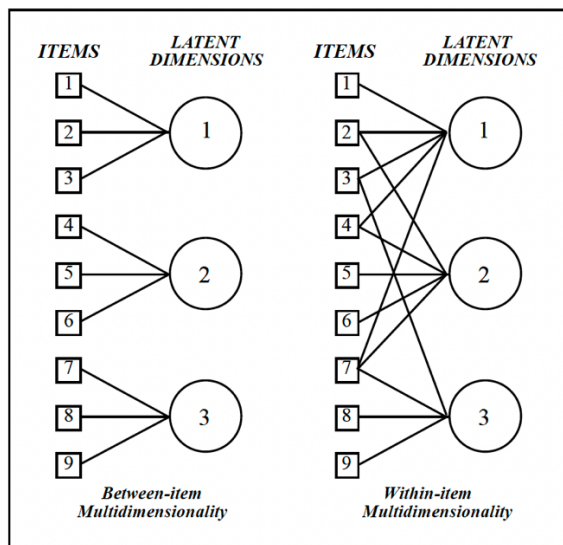 ITEMS
LATENT
DIMENSIONS
1
2
3
4
5
6
7
8
9
1
2
3
Between-item
Multidimensionality
ITEMS
LATENT
DIMENSIONS
1
2
3
4
5
6
7
8
9
1
2
3
Within-item
Multidimensionality